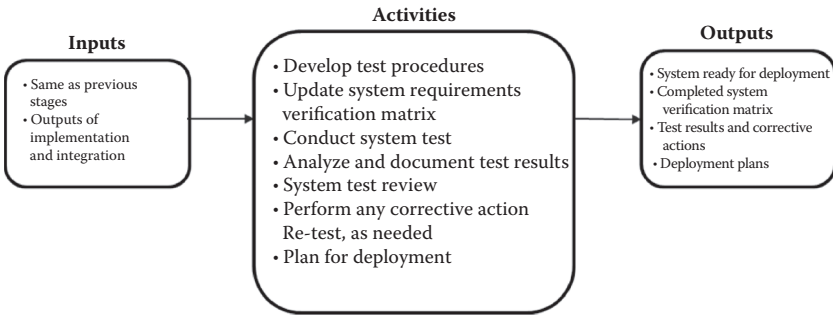 Inputs
• Same as previous
stages
• Outputs of
implementation
and integration
Activities
• Develop test procedures
• Update system requirements
verification matrix
• Conduct system test
• Analyze and document test results
• System test review
• Perform any corrective action
Re-test, as needed
• Plan for deployment
Outputs
• System ready for deployment
• Completed system
verification matrix
• Test results and corrective
actions
• Deployment plans